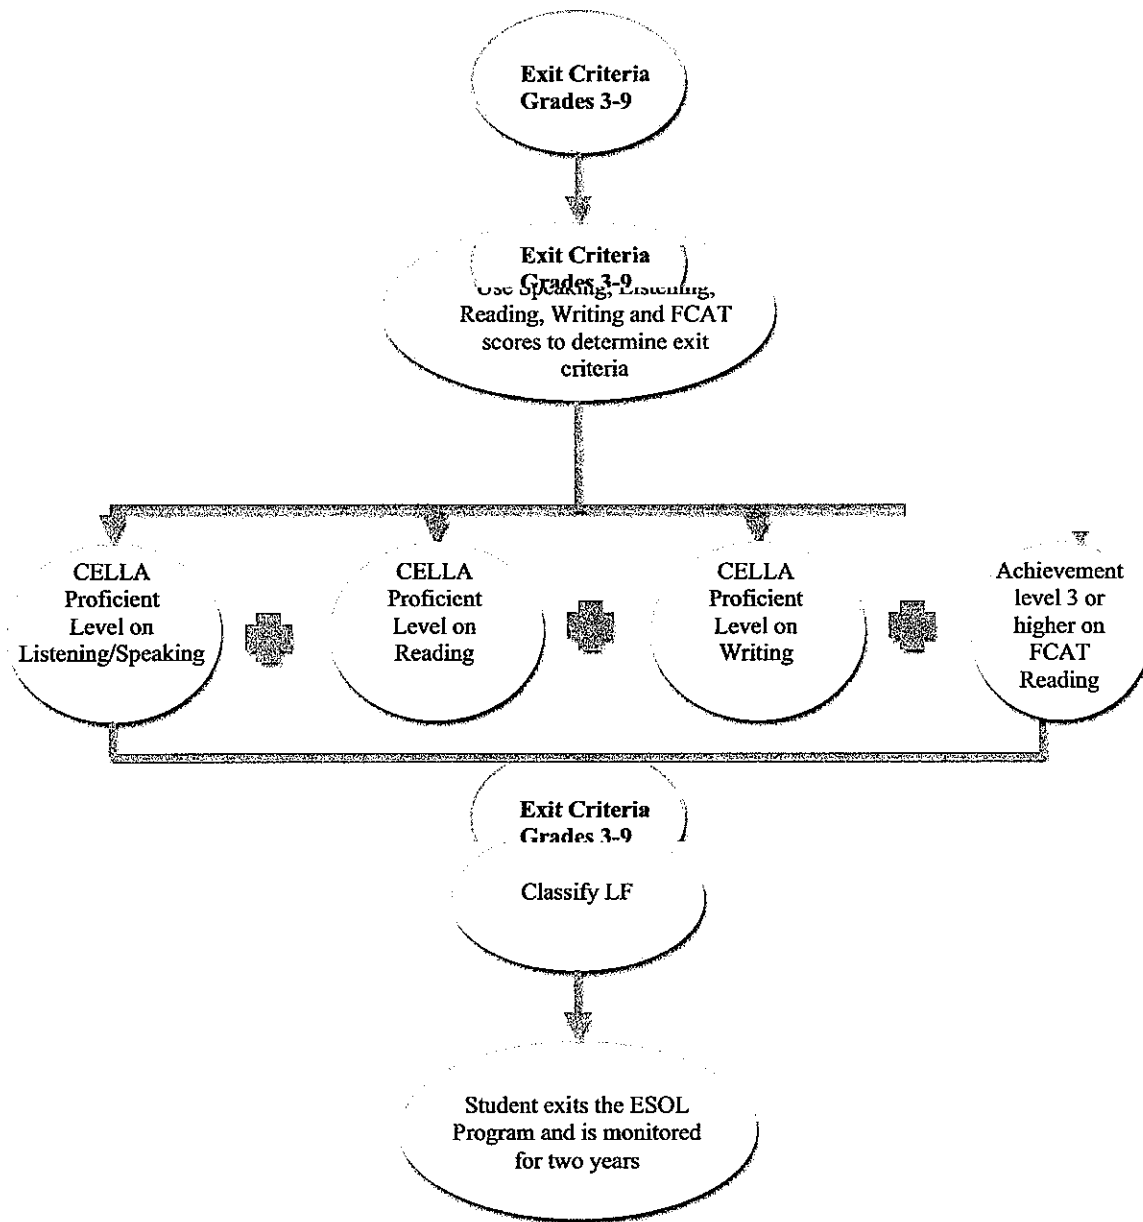 Exit Criteria
Grades 3-9
Exit Criteria
Grades 3-9
Use Speaking, Listening,
Reading, Writing and FCAT
scores to determine exit
criteria
CELLA
Proficient
Level on
Listening/Speaking
CELLA
Proficient
Level on
Reading
CELLA
Proficient
Level on
Writing
Achievement
level 3 or
higher on
FCAT
Reading
Exit Criteria
Grades 3-9
Classify LF
Student exits the ESOL
Program and is monitored
for two years